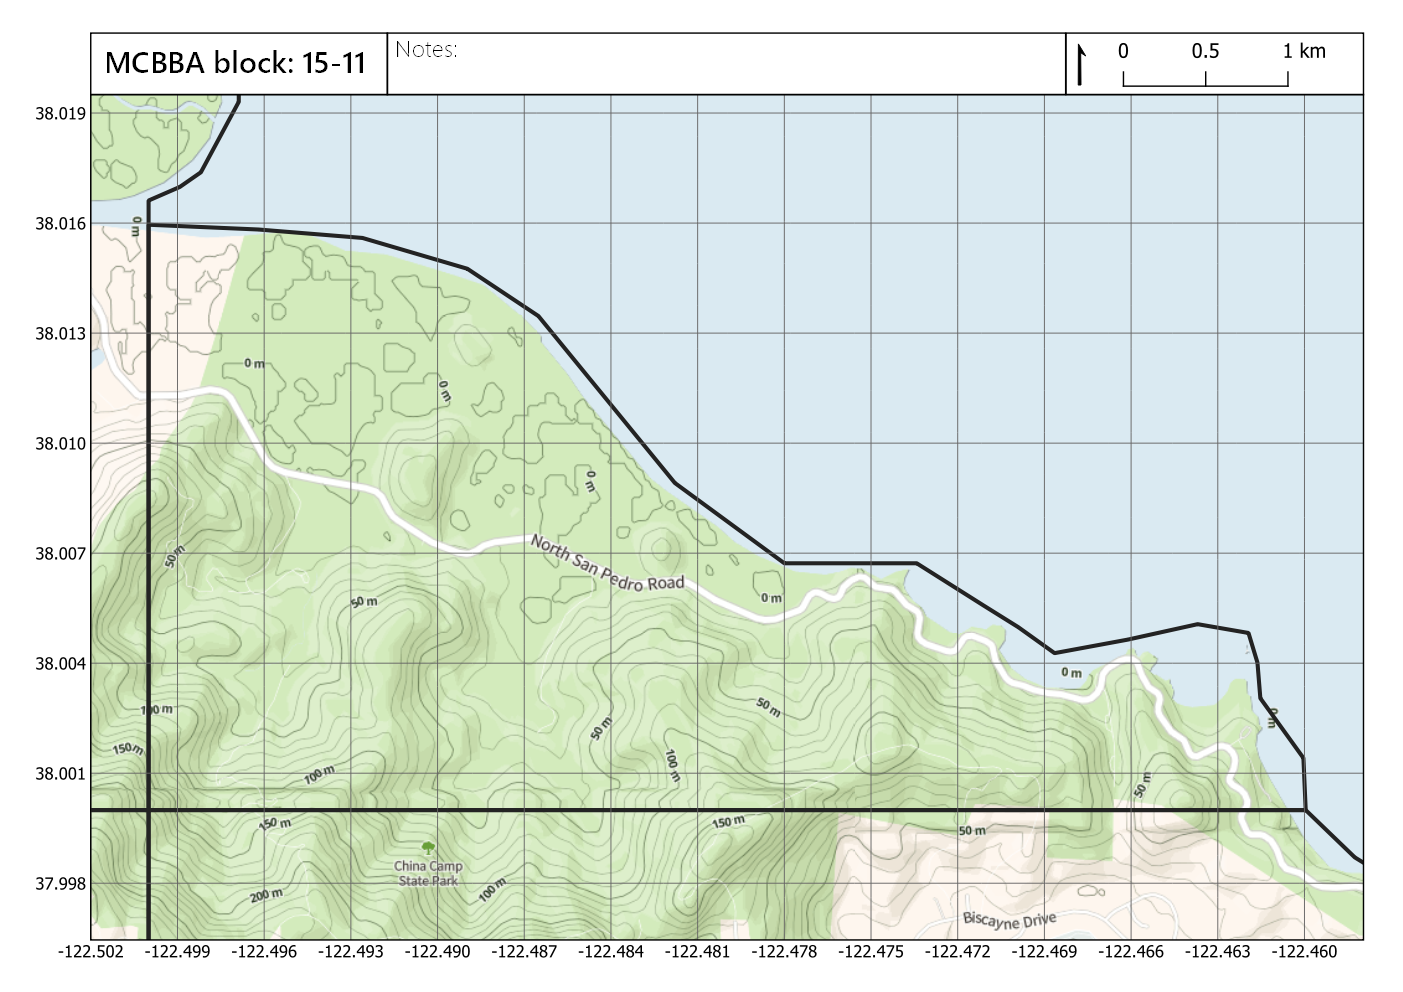 MCBBA block: 15-11
Notes:
0 0.5 1 km
38.019
38.016
0 m
38.013
0 m
0 m
38.010
0 m
50 m
38.007
North San Pedro Road
50 m
0 m
38.004
0 m
100 m
50 m
50 m
0 m
150 m
100 m
100 m
50 m
38.001
150 m
150 m
50 m
China Camp
State Park
37.998
200 m
100 m
Biscayne Drive
-122.502 -122.499 -122.496 -122.493 -122.490 -122.487 -122.484 -122.481 -122.478 -122.475 -122.472 -122.469 -122.466 -122.463 -122.460